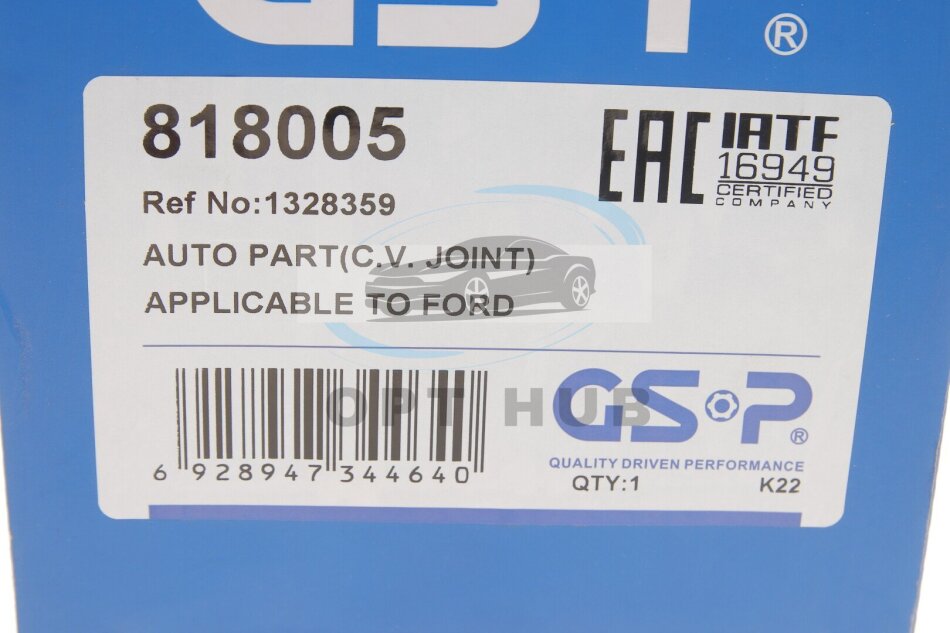 GSP ®
818005
EAC
IATF
16949
CERTIFIED
COMPANY
Ref No:1328359
AUTO PART(C.V. JOINT)
APPLICABLE TO FORD
OPT HUB
6 928947 344640
GSP ®
QUALITY DRIVEN PERFORMANCE
QTY:1 K22